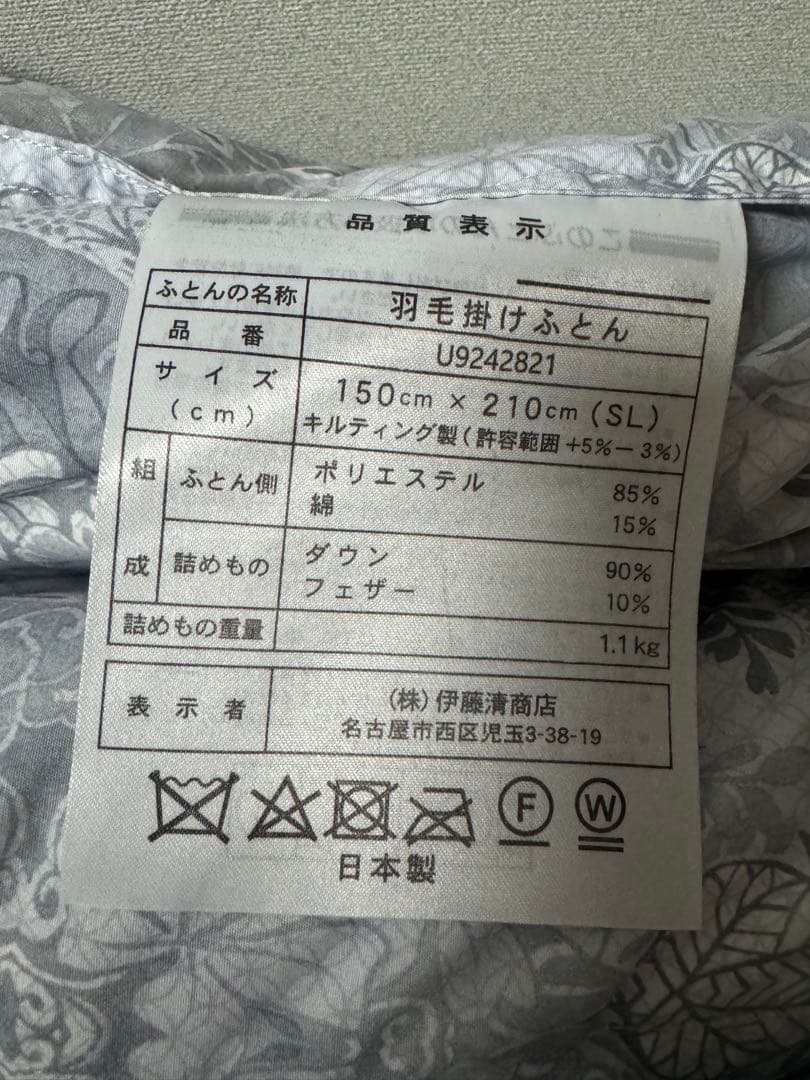 品質表示
ふとんの名称 羽毛掛けふとん
品番 U9242821
サイズ(cm) 150cm × 210cm (SL)
キルティング製(許容範囲+5%－3%)
組成 ふとん側 ポリエステル 85%
綿 15%
詰めもの ダウン 90%
フェザー 10%
詰めもの重量 1.1kg
表示者 (株)伊藤清商店
名古屋市西区児玉3-38-19
F W
日本製